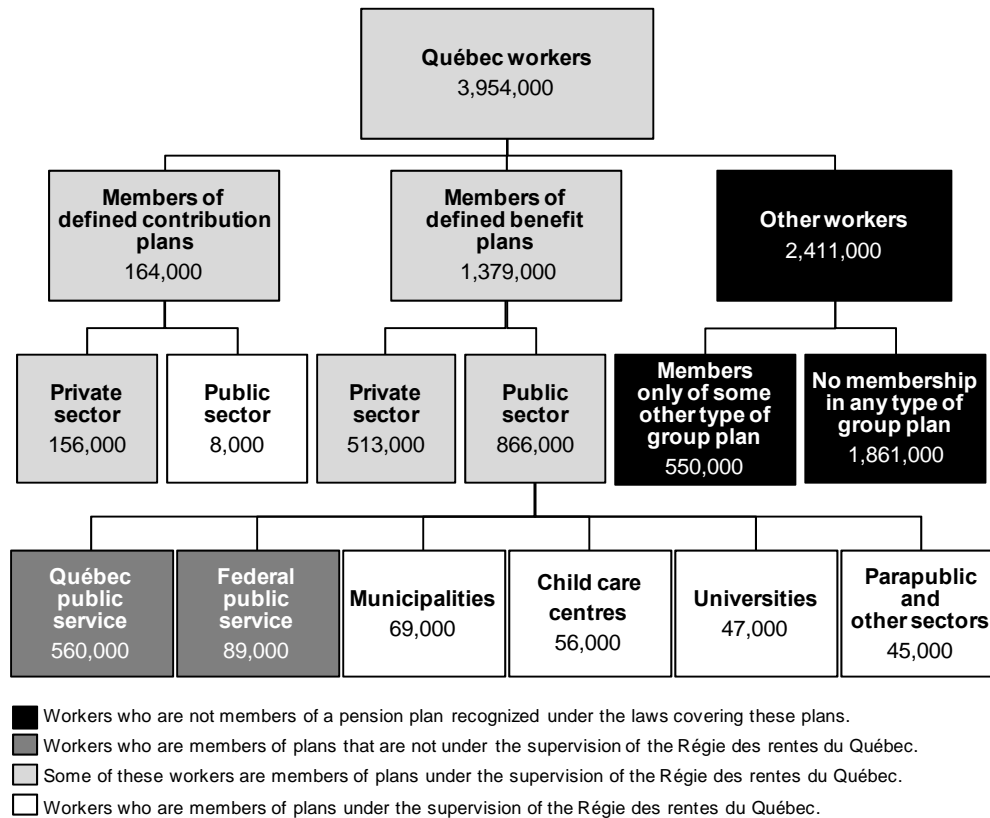 Québec workers
3,954,000
Members of
defined contribution
plans
164,000
Members of
defined benefit
plans
1,379,000
Other workers
2,411,000
Private
sector
156,000
Public
sector
8,000
Private
sector
513,000
Public
sector
866,000
Members
only of some
other type of
group plan
550,000
No membership
in any type of
group plan
1,861,000
Québec
public
service
560,000
Federal
public
service
89,000
Municipalities
69,000
Child care
centres
56,000
Universities
47,000
Parapublic
and
other sectors
45,000
Workers who are not members of a pension plan recognized under the laws covering these plans.
Workers who are members of plans that are not under the supervision of the Régie des rentes du Québec.
Some of these workers are members of plans under the supervision of the Régie des rentes du Québec.
Workers who are members of plans under the supervision of the Régie des rentes du Québec.